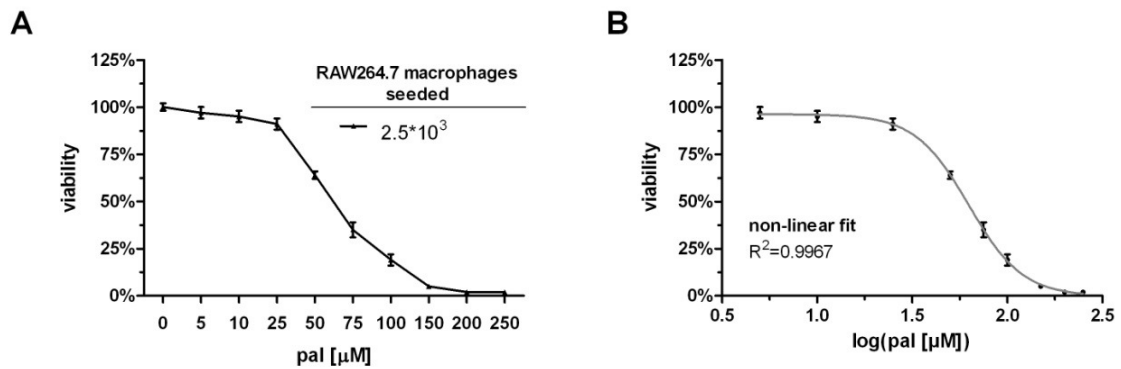 A
125%
100%
75%
50%
25%
0%
viability
RAW264.7 macrophages
seeded
2.5*10³
0 5 10 25 50 75 100 150 200 250
pal [µM]
B
125%
100%
75%
50%
25%
0%
viability
non-linear fit
R²=0.9967
0.5 1.0 1.5 2.0 2.5
log(pal [µM])